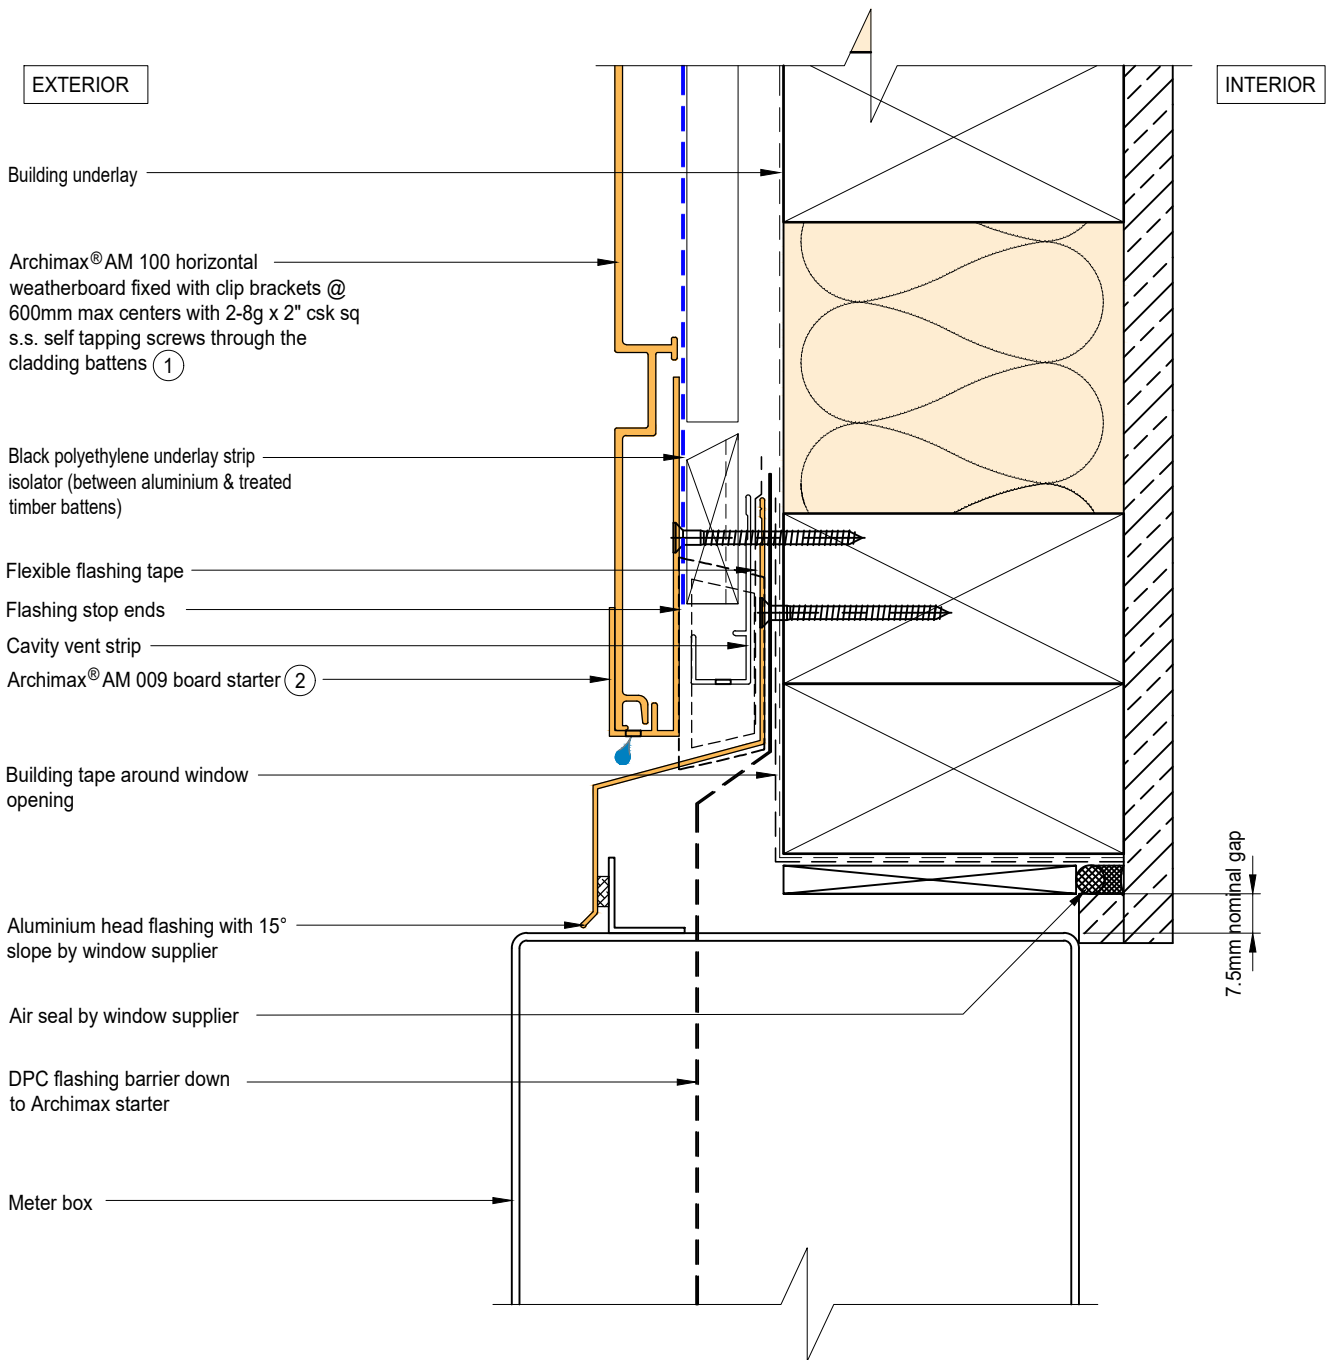 EXTERIOR
INTERIOR
Building underlay
Archimax® AM 100 horizontal
weatherboard fixed with clip brackets @
600mm max centers with 2-8g x 2" csk sq
s.s. self tapping screws through the
cladding battens 1
Black polyethylene underlay strip
isolator (between aluminium & treated
timber battens)
Flexible flashing tape
Flashing stop ends
Cavity vent strip
Archimax® AM 009 board starter 2
Building tape around window
opening
7.5mm nominal gap
Aluminium head flashing with 15°
slope by window supplier
Air seal by window supplier
DPC flashing barrier down
to Archimax starter
Meter box